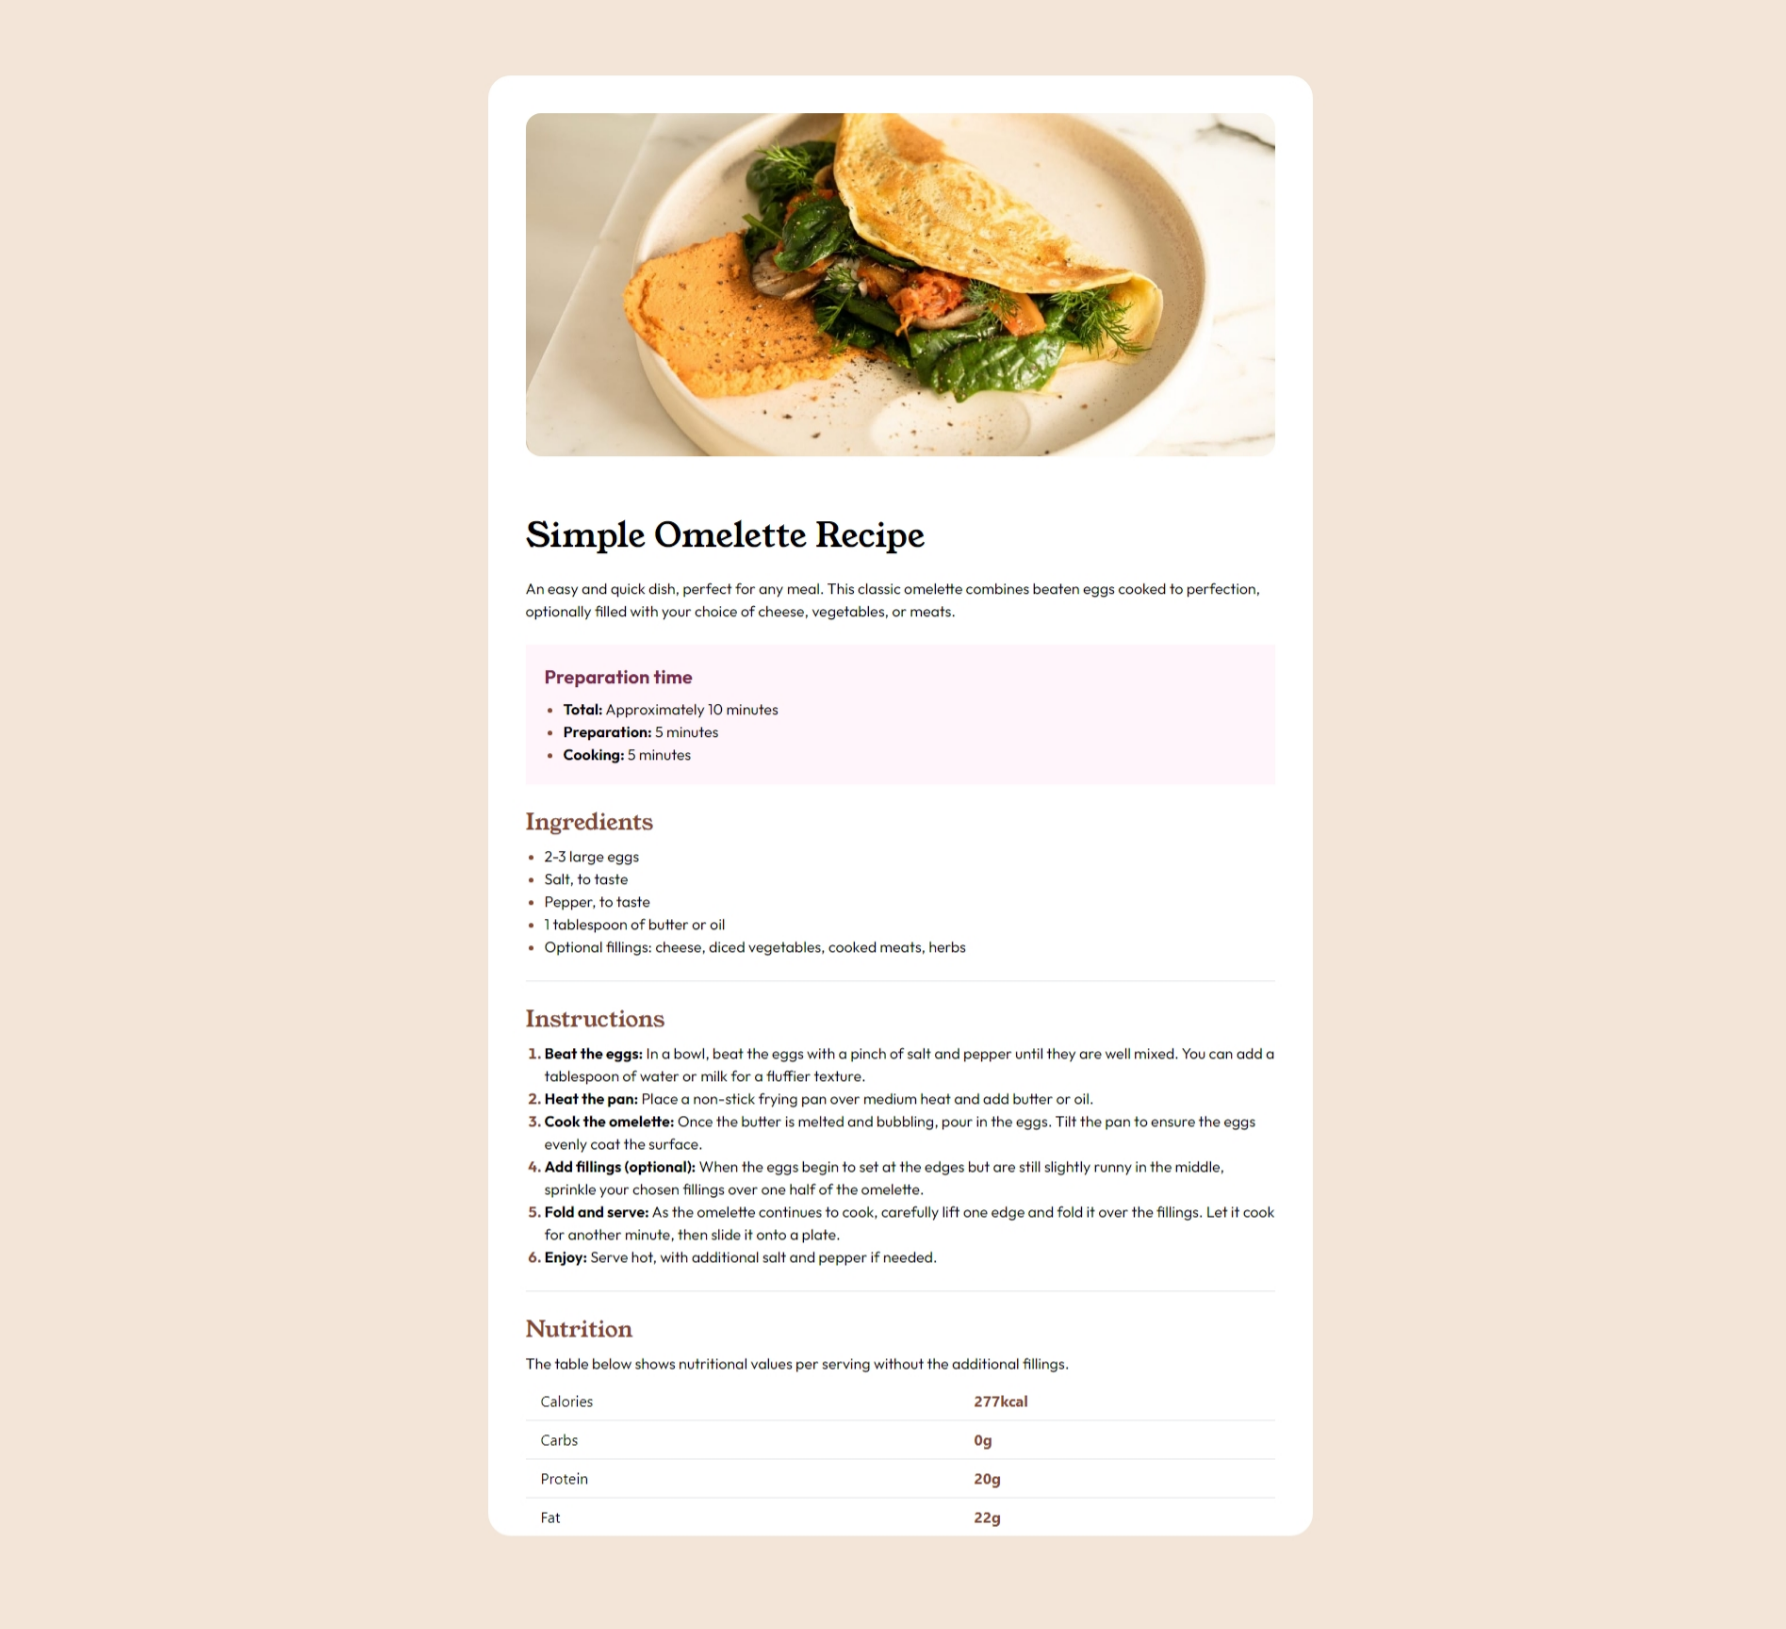 Simple Omelette Recipe
An easy and quick dish, perfect for any meal. This classic omelette combines beaten eggs cooked to perfection,
optionally filled with your choice of cheese, vegetables, or meats.
Preparation time
• Total: Approximately 10 minutes
• Preparation: 5 minutes
• Cooking: 5 minutes
Ingredients
• 2-3 large eggs
• Salt, to taste
• Pepper, to taste
• 1 tablespoon of butter or oil
• Optional fillings: cheese, diced vegetables, cooked meats, herbs
Instructions
1. Beat the eggs: In a bowl, beat the eggs with a pinch of salt and pepper until they are well mixed. You can add a
tablespoon of water or milk for a fluffier texture.
2. Heat the pan: Place a non-stick frying pan over medium heat and add butter or oil.
3. Cook the omelette: Once the butter is melted and bubbling, pour in the eggs. Tilt the pan to ensure the eggs
evenly coat the surface.
4. Add fillings (optional): When the eggs begin to set at the edges but are still slightly runny in the middle,
sprinkle your chosen fillings over one half of the omelette.
5. Fold and serve: As the omelette continues to cook, carefully lift one edge and fold it over the fillings. Let it cook
for another minute, then slide it onto a plate.
6. Enjoy: Serve hot, with additional salt and pepper if needed.
Nutrition
The table below shows nutritional values per serving without the additional fillings.
Calories 277kcal
Carbs 0g
Protein 20g
Fat 22g